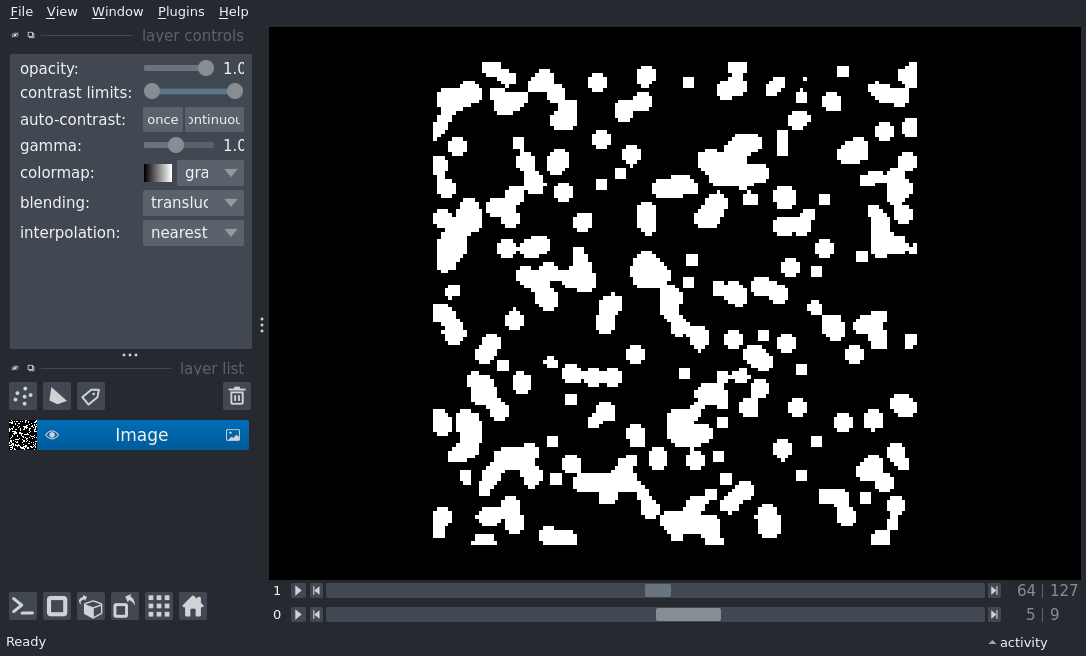 File View Window Plugins Help
layer controls
opacity: 1.0
contrast limits:
auto-contrast: once ontinuou
gamma: 1.0
colormap: gra
blending: transluc
interpolation: nearest
layer list
Image
1 64 | 127
0 5 | 9
Ready activity